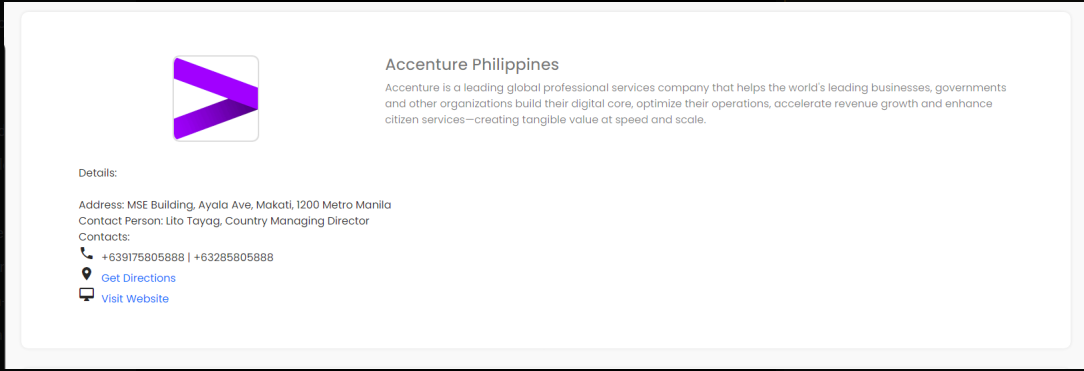 Accenture Philippines
Accenture is a leading global professional services company that helps the world's leading businesses, governments
and other organizations build their digital core, optimize their operations, accelerate revenue growth and enhance
citizen services—creating tangible value at speed and scale.
Details:
Address: MSE Building, Ayala Ave, Makati, 1200 Metro Manila
Contact Person: Lito Tayag, Country Managing Director
Contacts:
+639175805888 | +63285805888
Get Directions
Visit Website